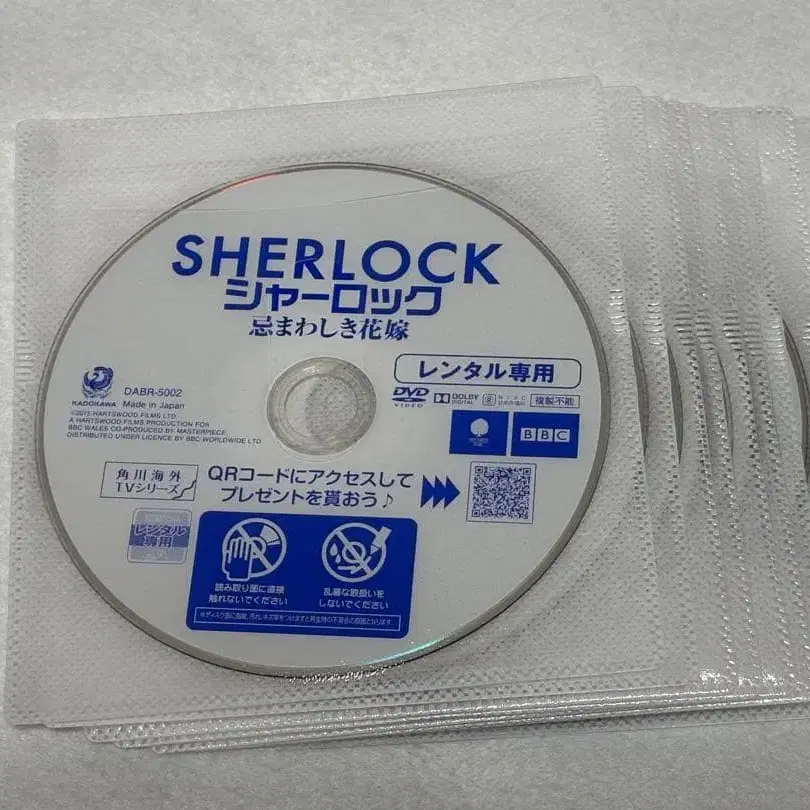 SHERLOCK
シャーロック
忌まわしき花嫁
レンタル専用
KADOKAWA
DABR-5002
Made in Japan
©2015 HARTSWOOD FILMS LTD.
A HARTSWOOD FILMS PRODUCTION FOR
BBC WALES CO-PRODUCED BY MASTERPIECE.
DISTRIBUTED UNDER LICENCE BY BBC WORLDWIDE LTD
DVD
VIDEO
DOLBY
DIGITAL
複製不能
BBC
角川海外
TVシリーズ
QRコードにアクセスして
プレゼントを貰おう♪
レンタル
専用
読み取り面に直接
触れないでください
乱暴な取扱いを
しないでください